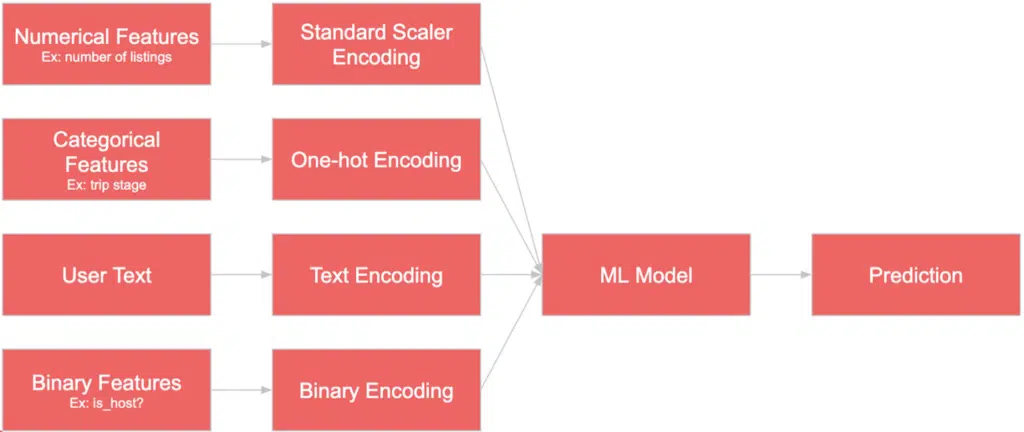 Numerical Features
Ex: number of listings
Standard Scaler
Encoding
Categorical
Features
Ex: trip stage
One-hot Encoding
User Text
Text Encoding
ML Model
Prediction
Binary Features
Ex: is_host?
Binary Encoding